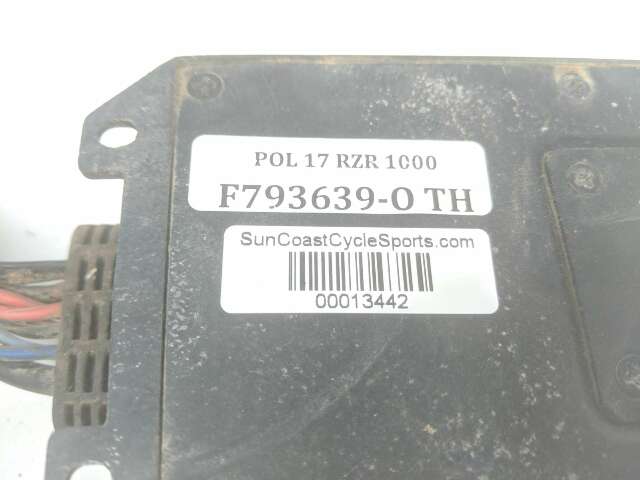 POL 17 RZR 1000
F793639-O TH
SunCoastCycleSports.com
00013442